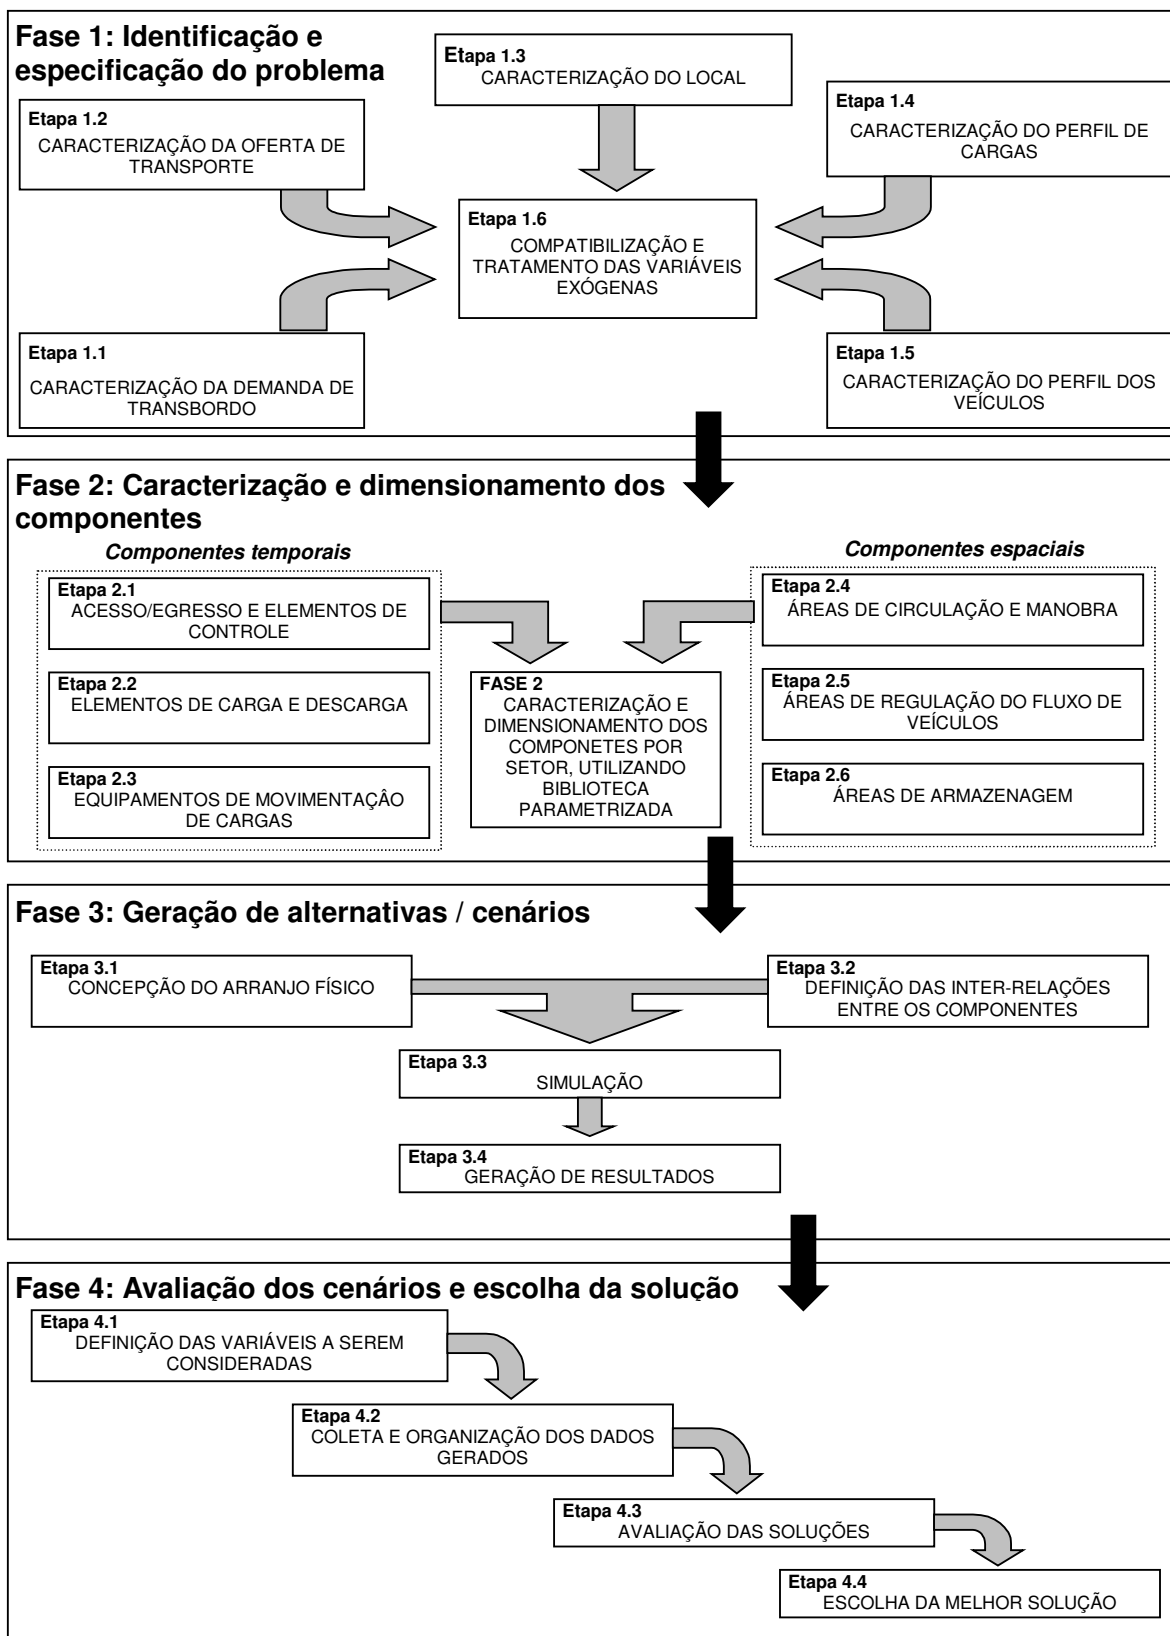 Fase 1: Identificação e
especificação do problema
Etapa 1.3
CARACTERIZAÇÃO DO LOCAL
Etapa 1.2
CARACTERIZAÇÃO DA OFERTA DE
TRANSPORTE
Etapa 1.4
CARACTERIZAÇÃO DO PERFIL DE
CARGAS
Etapa 1.6
COMPATIBILIZAÇÃO E
TRATAMENTO DAS VARIÁVEIS
EXÓGENAS
Etapa 1.1
CARACTERIZAÇÃO DA DEMANDA DE
TRANSBORDO
Etapa 1.5
CARACTERIZAÇÃO DO PERFIL DOS
VEÍCULOS
Fase 2: Caracterização e dimensionamento dos
componentes
Componentes temporais
Etapa 2.1
ACESSO/EGRESSO E ELEMENTOS DE
CONTROLE
Etapa 2.2
ELEMENTOS DE CARGA E DESCARGA
Etapa 2.3
EQUIPAMENTOS DE MOVIMENTAÇÂO
DE CARGAS
FASE 2
CARACTERIZAÇÃO E
DIMENSIONAMENTO DOS
COMPONETES POR
SETOR, UTILIZANDO
BIBLIOTECA
PARAMETRIZADA
Componentes espaciais
Etapa 2.4
ÁREAS DE CIRCULAÇÃO E MANOBRA
Etapa 2.5
ÁREAS DE REGULAÇÃO DO FLUXO DE
VEÍCULOS
Etapa 2.6
ÁREAS DE ARMAZENAGEM
Fase 3: Geração de alternativas / cenários
Etapa 3.1
CONCEPÇÃO DO ARRANJO FÍSICO
Etapa 3.2
DEFINIÇÃO DAS INTER-RELAÇÕES
ENTRE OS COMPONENTES
Etapa 3.3
SIMULAÇÃO
Etapa 3.4
GERAÇÃO DE RESULTADOS
Fase 4: Avaliação dos cenários e escolha da solução
Etapa 4.1
DEFINIÇÃO DAS VARIÁVEIS A SEREM
CONSIDERADAS
Etapa 4.2
COLETA E ORGANIZAÇÃO DOS DADOS
GERADOS
Etapa 4.3
AVALIAÇÃO DAS SOLUÇÕES
Etapa 4.4
ESCOLHA DA MELHOR SOLUÇÃO